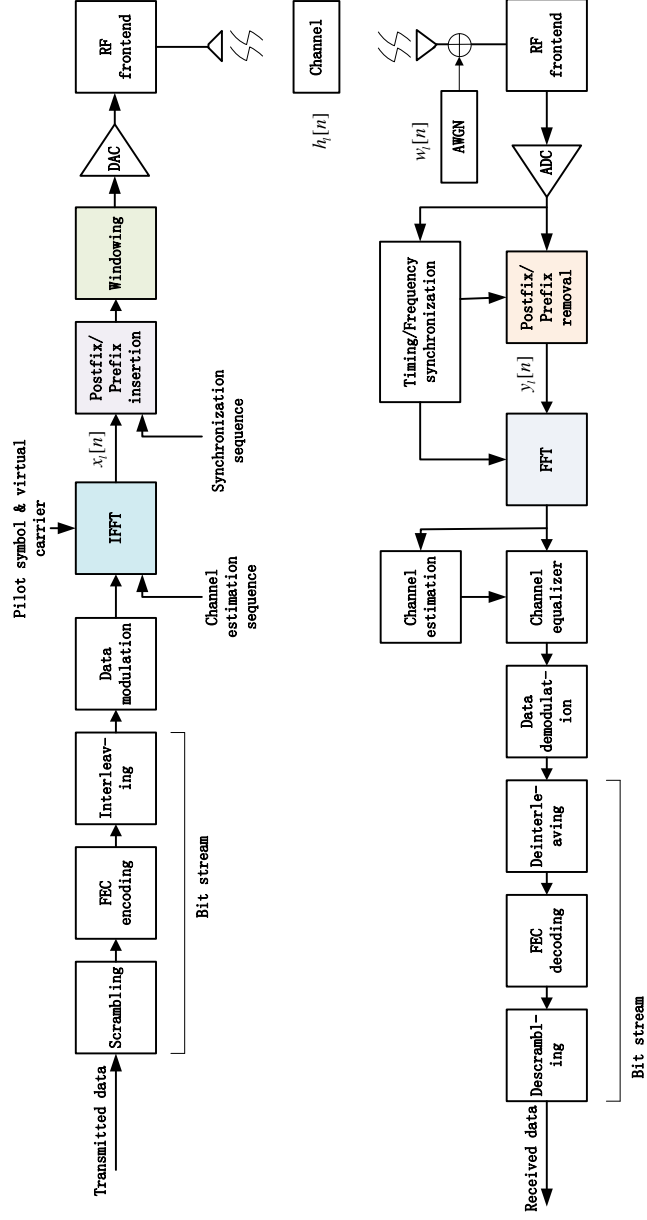 Transmitted data
Scrambling
FEC
encoding
Interleav-
ing
Bit stream
Data
modulation
Pilot symbol & virtual
carrier
IFFT
Channel
estimation
sequence
x_l[n]
Postfix/
Prefix
insertion
Synchronization
sequence
Windowing
DAC
RF
frontend
Channel
h_l[n]
w_l[n]
AWGN
RF
frontend
ADC
Timing/Frequency
synchronization
Postfix/
Prefix
removal
y_l[n]
FFT
Channel
estimation
Channel
equalizer
Data
demodulat-
ion
Deinterle-
aving
FEC
decoding
Descrambl-
ing
Bit stream
Received data